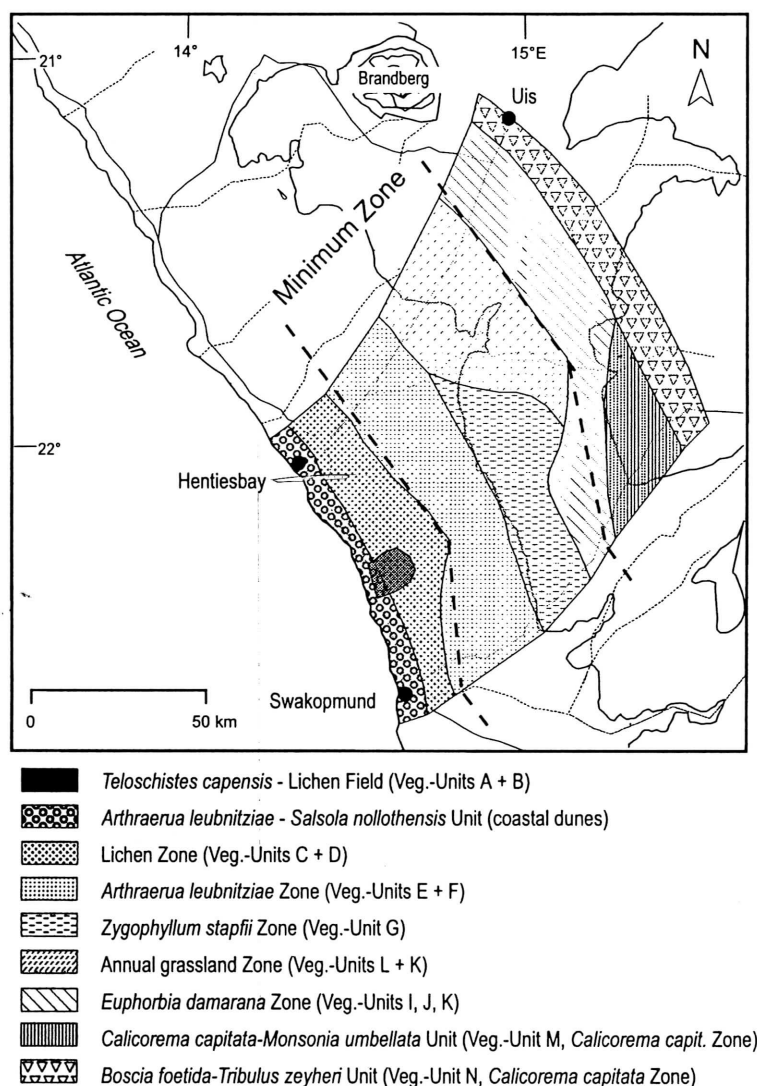 14°
15°E
21°
Brandberg
N
Uis
Minimum Zone
Atlantic Ocean
22°
Hentiesbay
Swakopmund
0 50 km
Teloschistes capensis - Lichen Field (Veg.-Units A + B)
Arthraerua leubnitziae - Salsola nollothensis Unit (coastal dunes)
Lichen Zone (Veg.-Units C + D)
Arthraerua leubnitziae Zone (Veg.-Units E + F)
Zygophyllum stapfii Zone (Veg.-Unit G)
Annual grassland Zone (Veg.-Units L + K)
Euphorbia damarana Zone (Veg.-Units I, J, K)
Calicorema capitata-Monsonia umbellata Unit (Veg.-Unit M, Calicorema capit. Zone)
Boscia foetida-Tribulus zeyheri Unit (Veg.-Unit N, Calicorema capitata Zone)